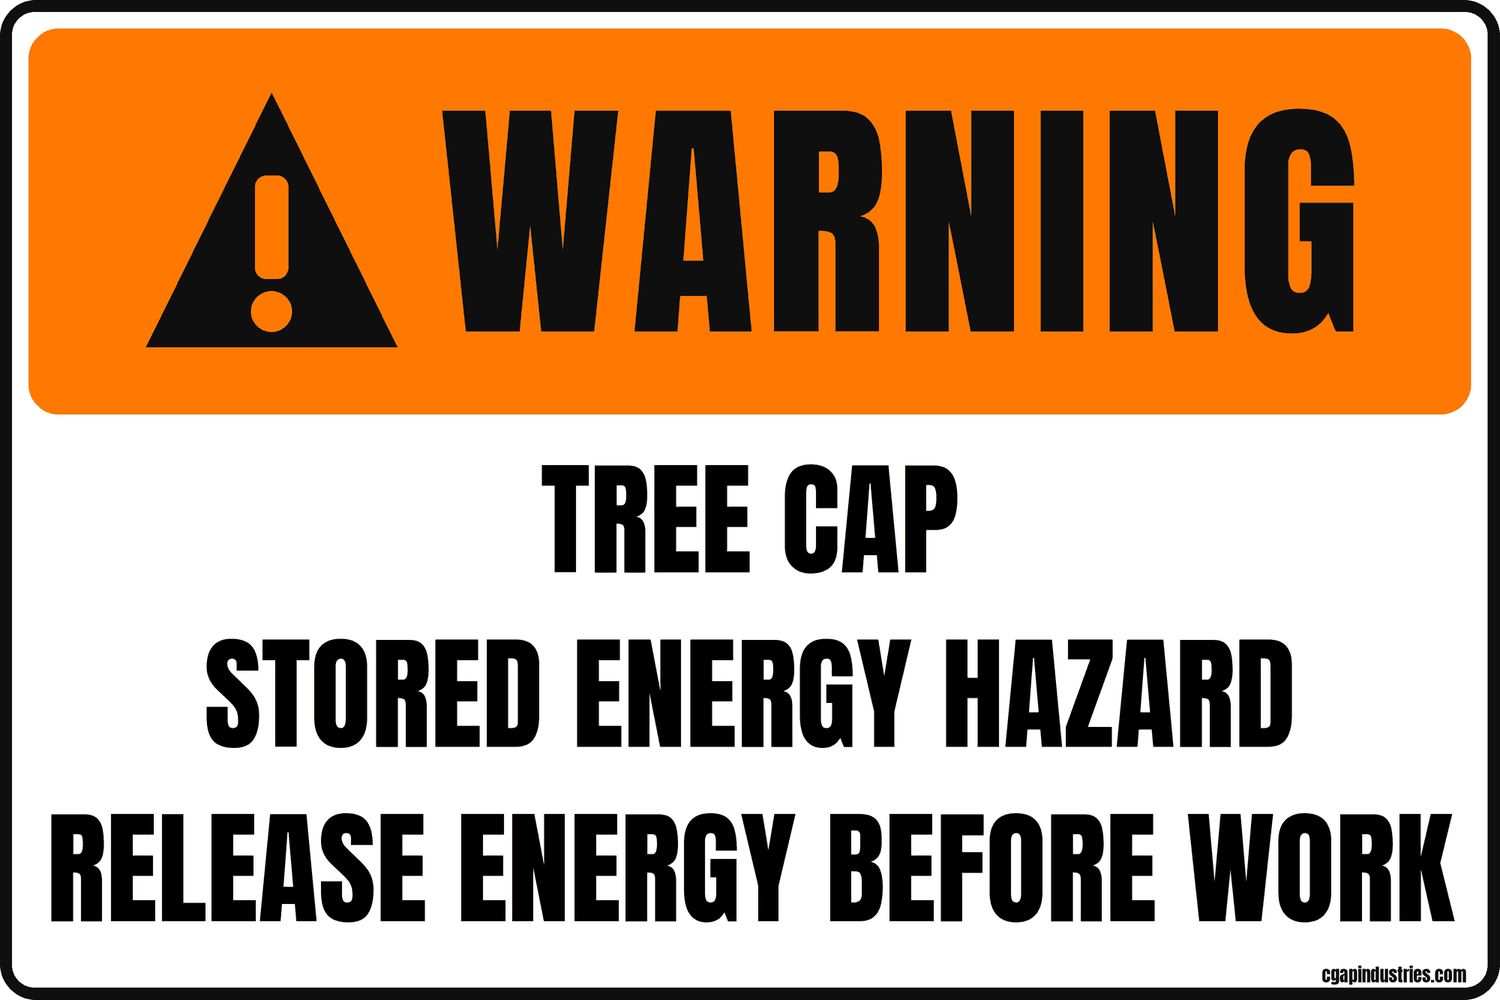 WARNING
TREE CAP
STORED ENERGY HAZARD
RELEASE ENERGY BEFORE WORK
cgapindustries.com